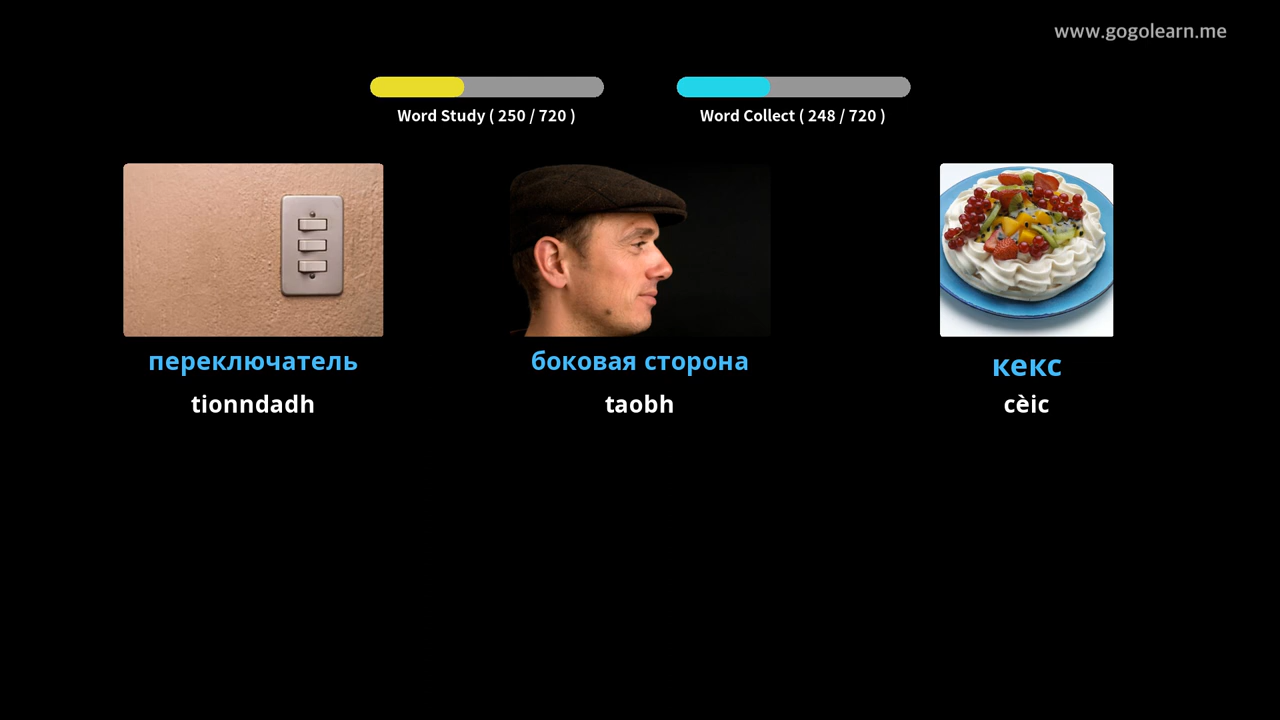 www.gogolearn.me
Word Study ( 250 / 720 )
Word Collect ( 248 / 720 )
переключатель
боковая сторона
кекс
tionndadh
taobh
cèic